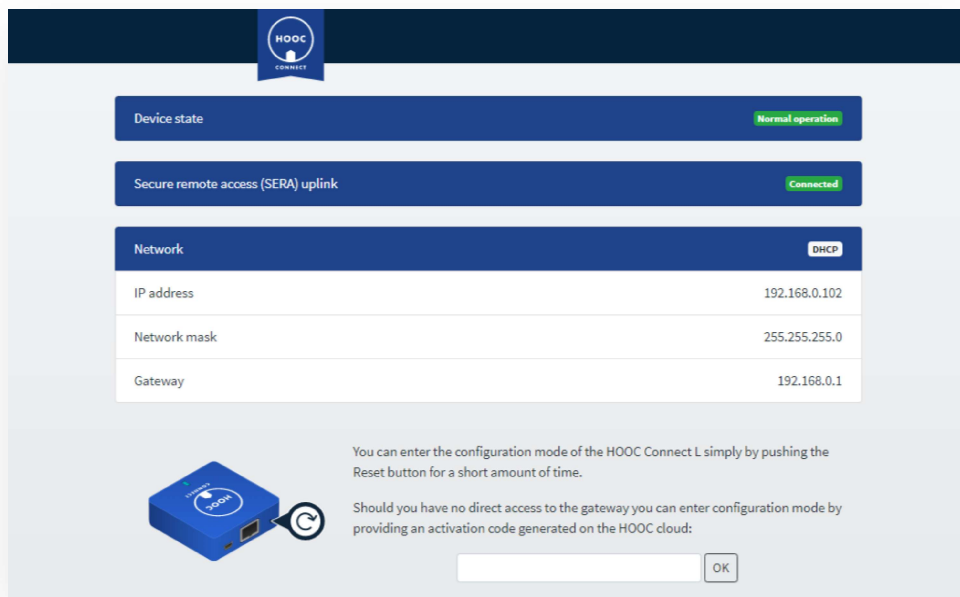 HOOC
CONNECT
Device state Normal operation
Secure remote access (SERA) uplink Connected
Network DHCP
IP address 192.168.0.102
Network mask 255.255.255.0
Gateway 192.168.0.1
You can enter the configuration mode of the HOOC Connect L simply by pushing the
Reset button for a short amount of time.
Should you have no direct access to the gateway you can enter configuration mode by
providing an activation code generated on the HOOC cloud:
CONNECT
HOOC
OK